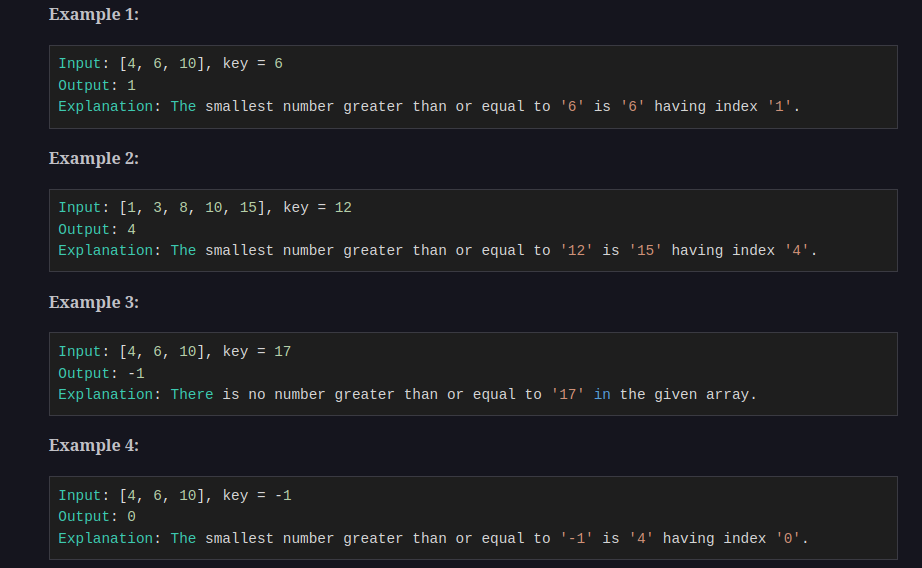 Example 1:
Input: [4, 6, 10], key = 6
Output: 1
Explanation: The smallest number greater than or equal to '6' is '6' having index '1'.
Example 2:
Input: [1, 3, 8, 10, 15], key = 12
Output: 4
Explanation: The smallest number greater than or equal to '12' is '15' having index '4'.
Example 3:
Input: [4, 6, 10], key = 17
Output: -1
Explanation: There is no number greater than or equal to '17' in the given array.
Example 4:
Input: [4, 6, 10], key = -1
Output: 0
Explanation: The smallest number greater than or equal to '-1' is '4' having index '0'.